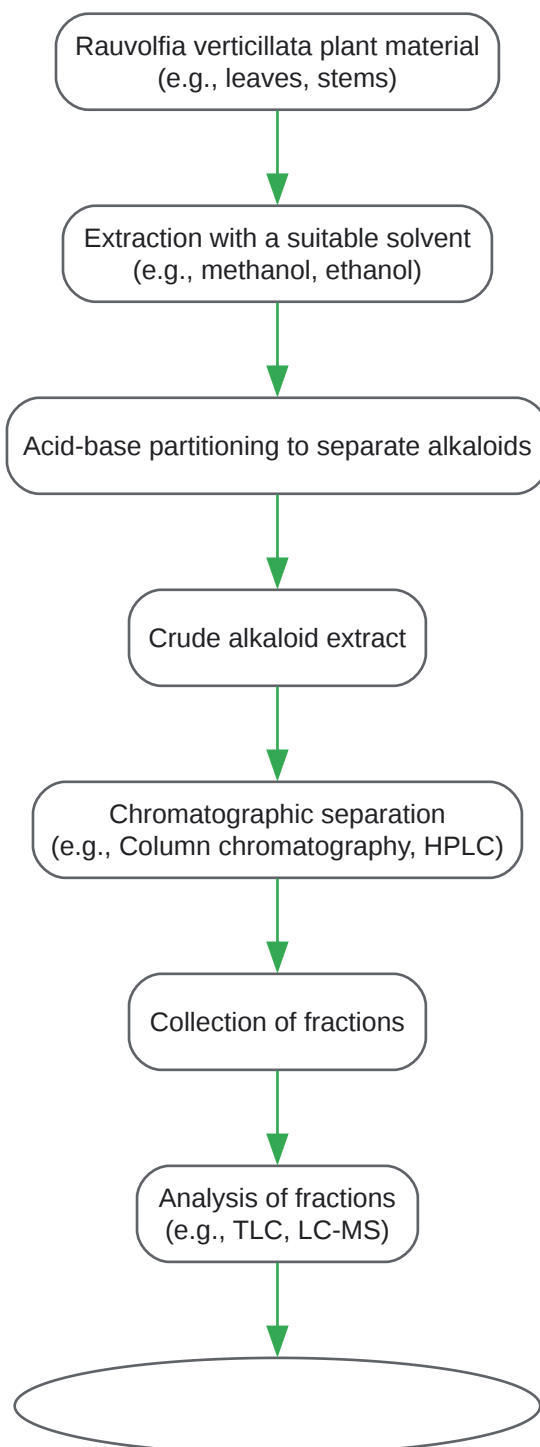 Rauvolfia verticillata plant material
(e.g., leaves, stems)
Extraction with a suitable solvent
(e.g., methanol, ethanol)
Acid-base partitioning to separate alkaloids
Crude alkaloid extract
Chromatographic separation
(e.g., Column chromatography, HPLC)
Collection of fractions
Analysis of fractions
(e.g., TLC, LC-MS)